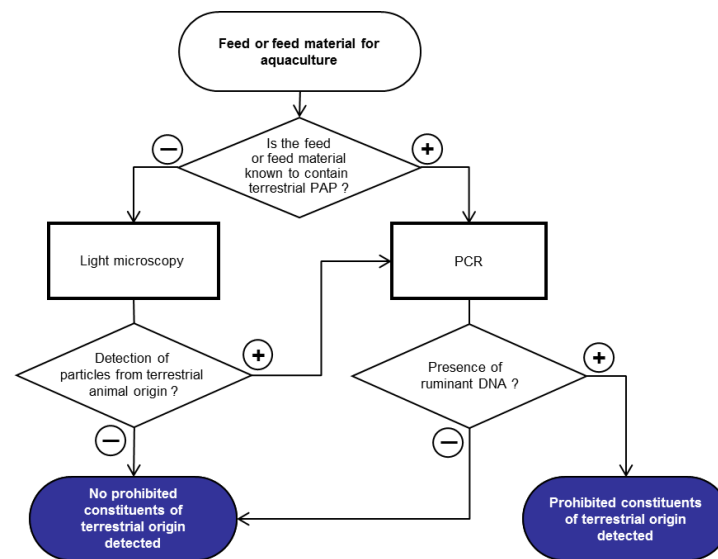 Feed or feed material for
aquaculture
−
+
Is the feed
or feed material
known to contain
terrestrial PAP ?
Light microscopy
PCR
+
+
Detection of
particles from terrestrial
animal origin ?
Presence of
ruminant DNA ?
−
−
No prohibited
constituents of
terrestrial origin
detected
Prohibited constituents
of terrestrial origin
detected